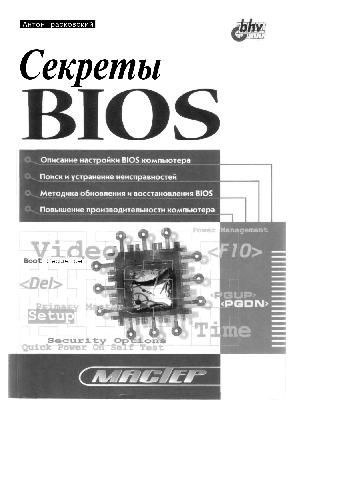 Антон Трасковский
bhv
Секреты
BIOS
Описание настройки BIOS компьютера
Поиск и устранение неисправностей
Методика обновления и восстановления BIOS
Повышение производительности компьютера
Power Management
Video
<F10>
Boot Sequence
<Del>
<PGUP>
<PGDN>
Primary Master
Setup
Time
Security Options
Quick Power On Self Test
МАСТЕР